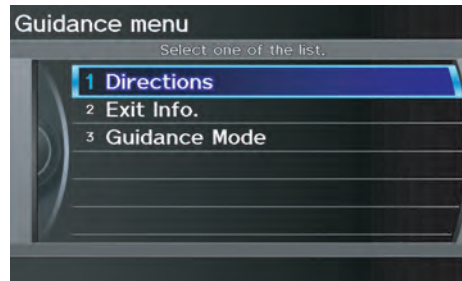 Guidance menu
Select one of the list.
1 Directions
2 Exit Info.
3 Guidance Mode